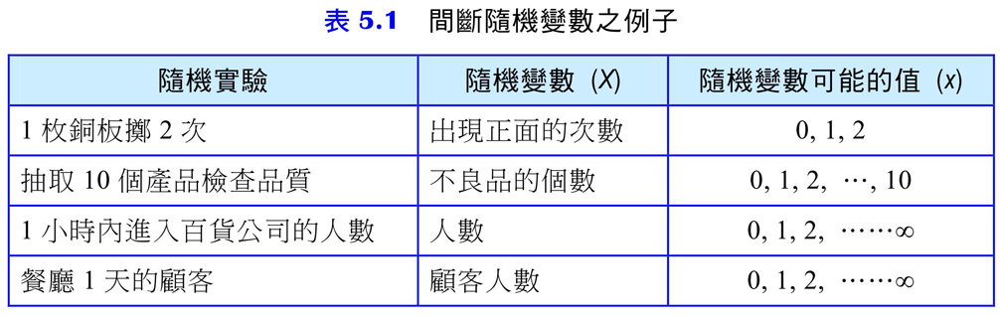 表 5.1 間斷隨機變數之例子
隨機實驗 隨機變數 (X) 隨機變數可能的值 (x)
1 枚銅板擲 2 次 出現正面的次數 0, 1, 2
抽取 10 個產品檢查品質 不良品的個數 0, 1, 2, …, 10
1 小時內進入百貨公司的人數 人數 0, 1, 2, ……∞
餐廳 1 天的顧客 顧客人數 0, 1, 2, ……∞